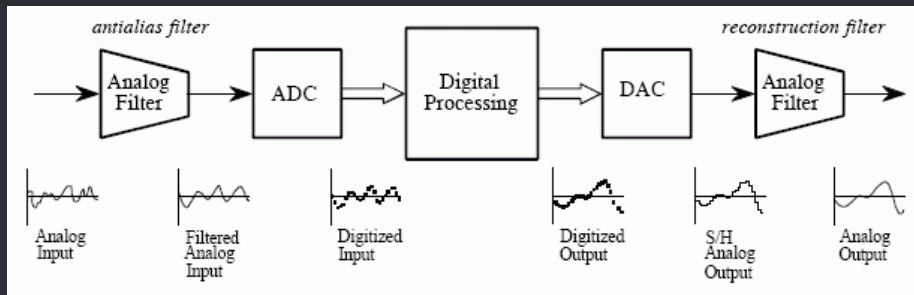 antialias filter
reconstruction filter
Analog
Filter
ADC
Digital
Processing
DAC
Analog
Filter
Analog
Input
Filtered
Analog
Input
Digitized
Input
Digitized
Output
S/H
Analog
Output
Analog
Output